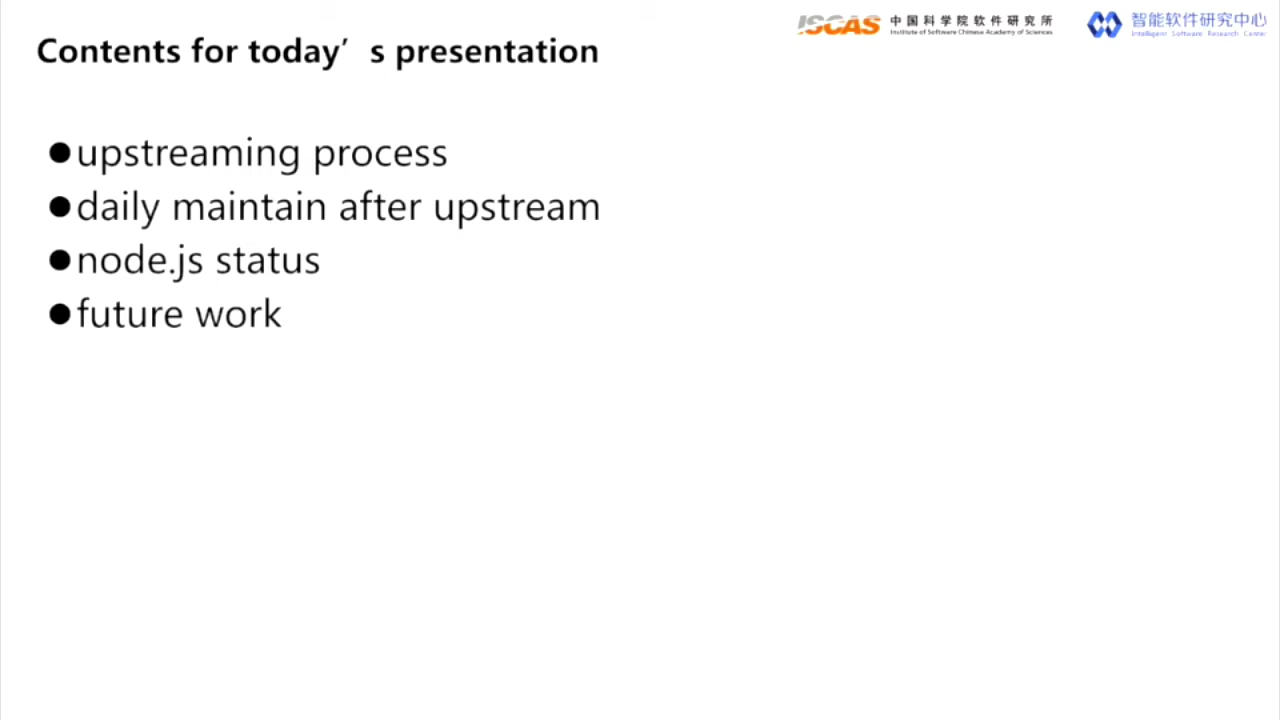 ISCAS 中国科学院软件研究所
Institute of Software Chinese Academy of Sciences
智能软件研究中心
Intelligent Software Research Center
Contents for today’s presentation
●upstreaming process
●daily maintain after upstream
●node.js status
●future work